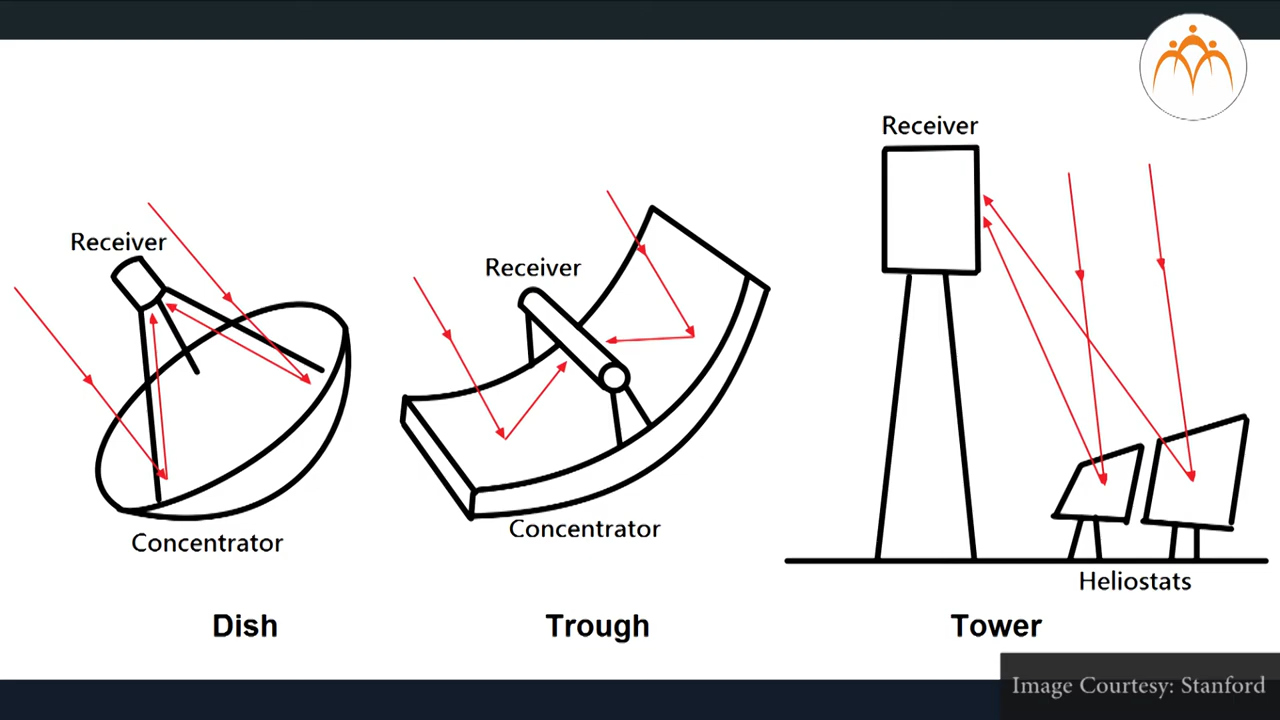 Receiver
Concentrator
Dish
Receiver
Concentrator
Trough
Receiver
Heliostats
Tower
Image Courtesy: Stanford